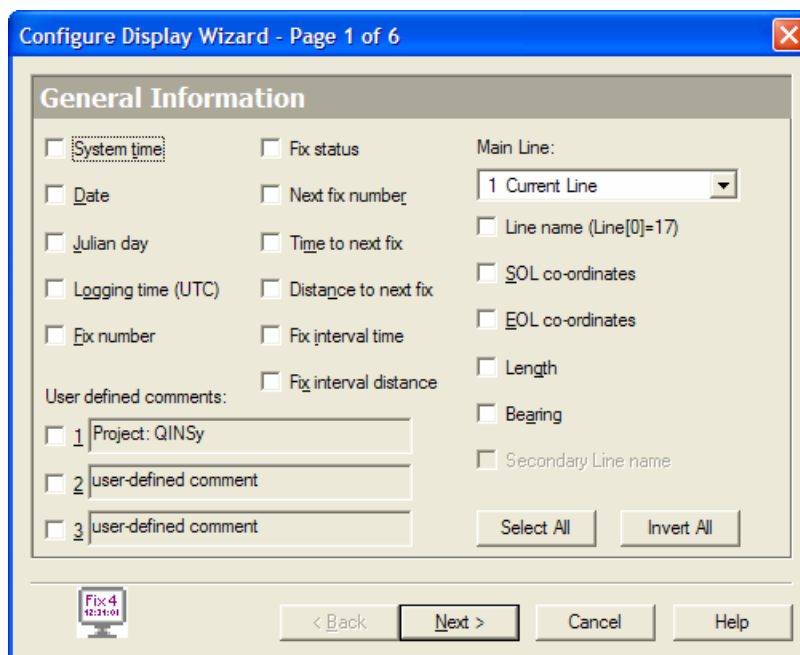 Configure Display Wizard - Page 1 of 6
General Information
System time
Date
Julian day
Logging time (UTC)
Fix number
Fix status
Next fix number
Time to next fix
Distance to next fix
Fix interval time
Fix interval distance
Main Line:
1 Current Line
Line name (Line[0]=17)
SOL co-ordinates
EOL co-ordinates
Length
Bearing
Secondary Line name
User defined comments:
1 Project: QINSy
2 user-defined comment
3 user-defined comment
Select All
Invert All
Fix4
12:34:01
< Back
Next >
Cancel
Help